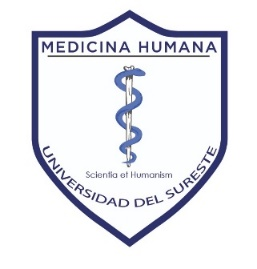 MEDICINA HUMANA
Scientia et Humanism
UNIVERSIDAD DEL SURESTE